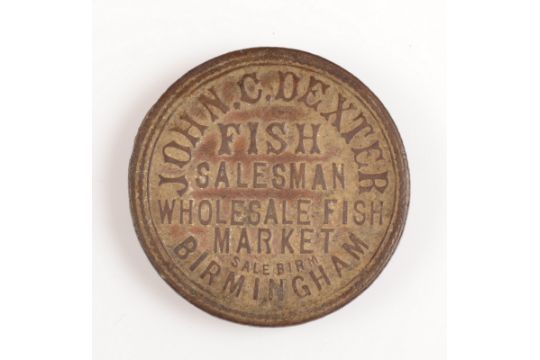 JOHN.C.DEXTER
FISH
SALESMAN
WHOLESALE-FISH
MARKET
SALE BIRM
BIRMINGHAM